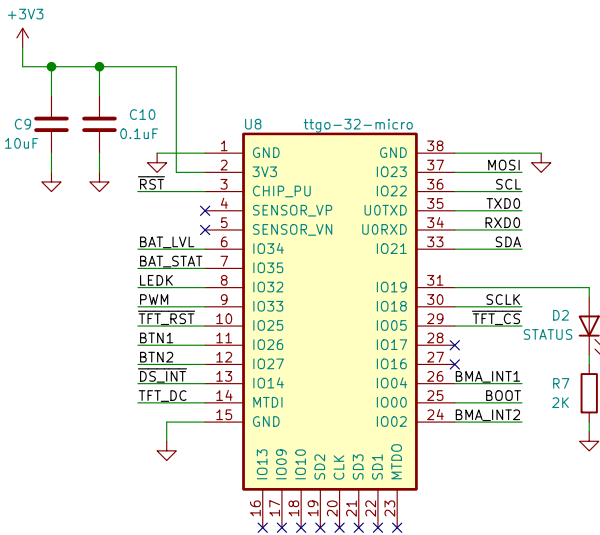 +3V3
C9
10uF
C10
0.1uF
U8 ttgo-32-micro
1 GND GND 38
2 3V3 IO23 37 MOSI
RST 3 CHIP_PU IO22 36 SCL
4 SENSOR_VP U0TXD 35 TXD0
5 SENSOR_VN U0RXD 34 RXD0
BAT_LVL 6 IO34 IO21 33 SDA
BAT_STAT 7 IO35
LEDK 8 IO32 IO19 31
PWM 9 IO33 IO18 30 SCLK
TFT_RST 10 IO25 IO05 29 TFT_CS
BTN1 11 IO26 IO17 28
BTN2 12 IO27 IO16 27
DS_INT 13 IO14 IO04 26 BMA_INT1
TFT_DC 14 MTDI IO00 25 BOOT
15 GND IO02 24 BMA_INT2
D2
STATUS
R7
2K
IO13 IO09 IO10 SD2 CLK SD3 SD1 MTDO
16 17 18 19 20 21 22 23